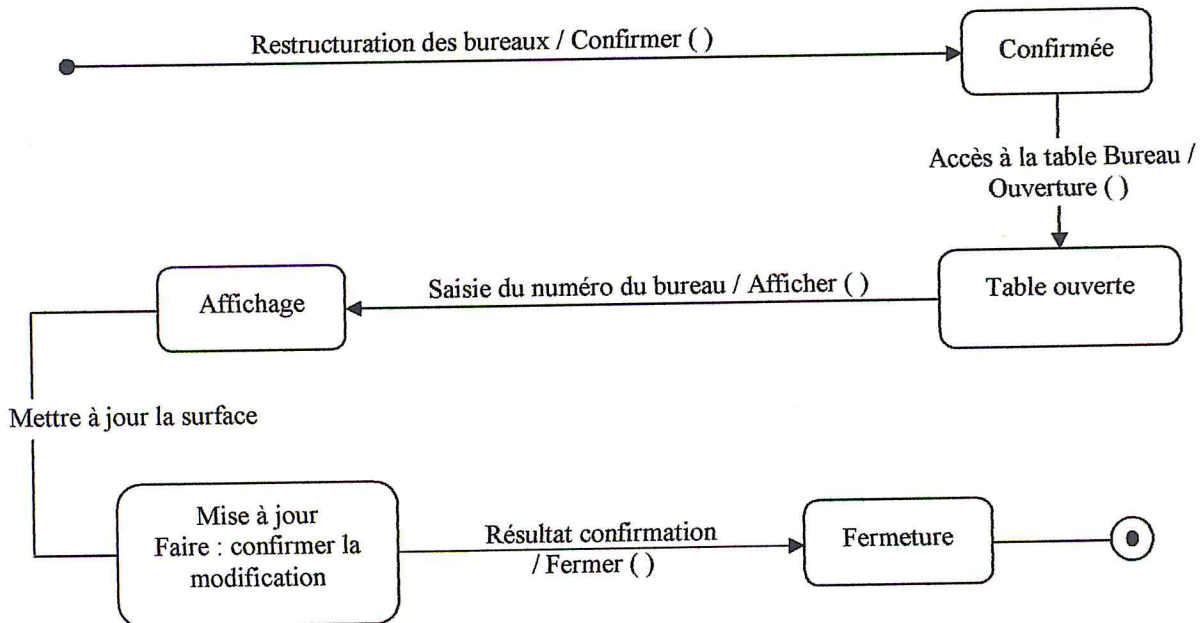 Restructuration des bureaux / Confirmer ( )
Confirmée
Accès à la table Bureau /
Ouverture ( )
Table ouverte
Saisie du numéro du bureau / Afficher ( )
Affichage
Mettre à jour la surface
Mise à jour
Faire : confirmer la
modification
Résultat confirmation
/ Fermer ( )
Fermeture